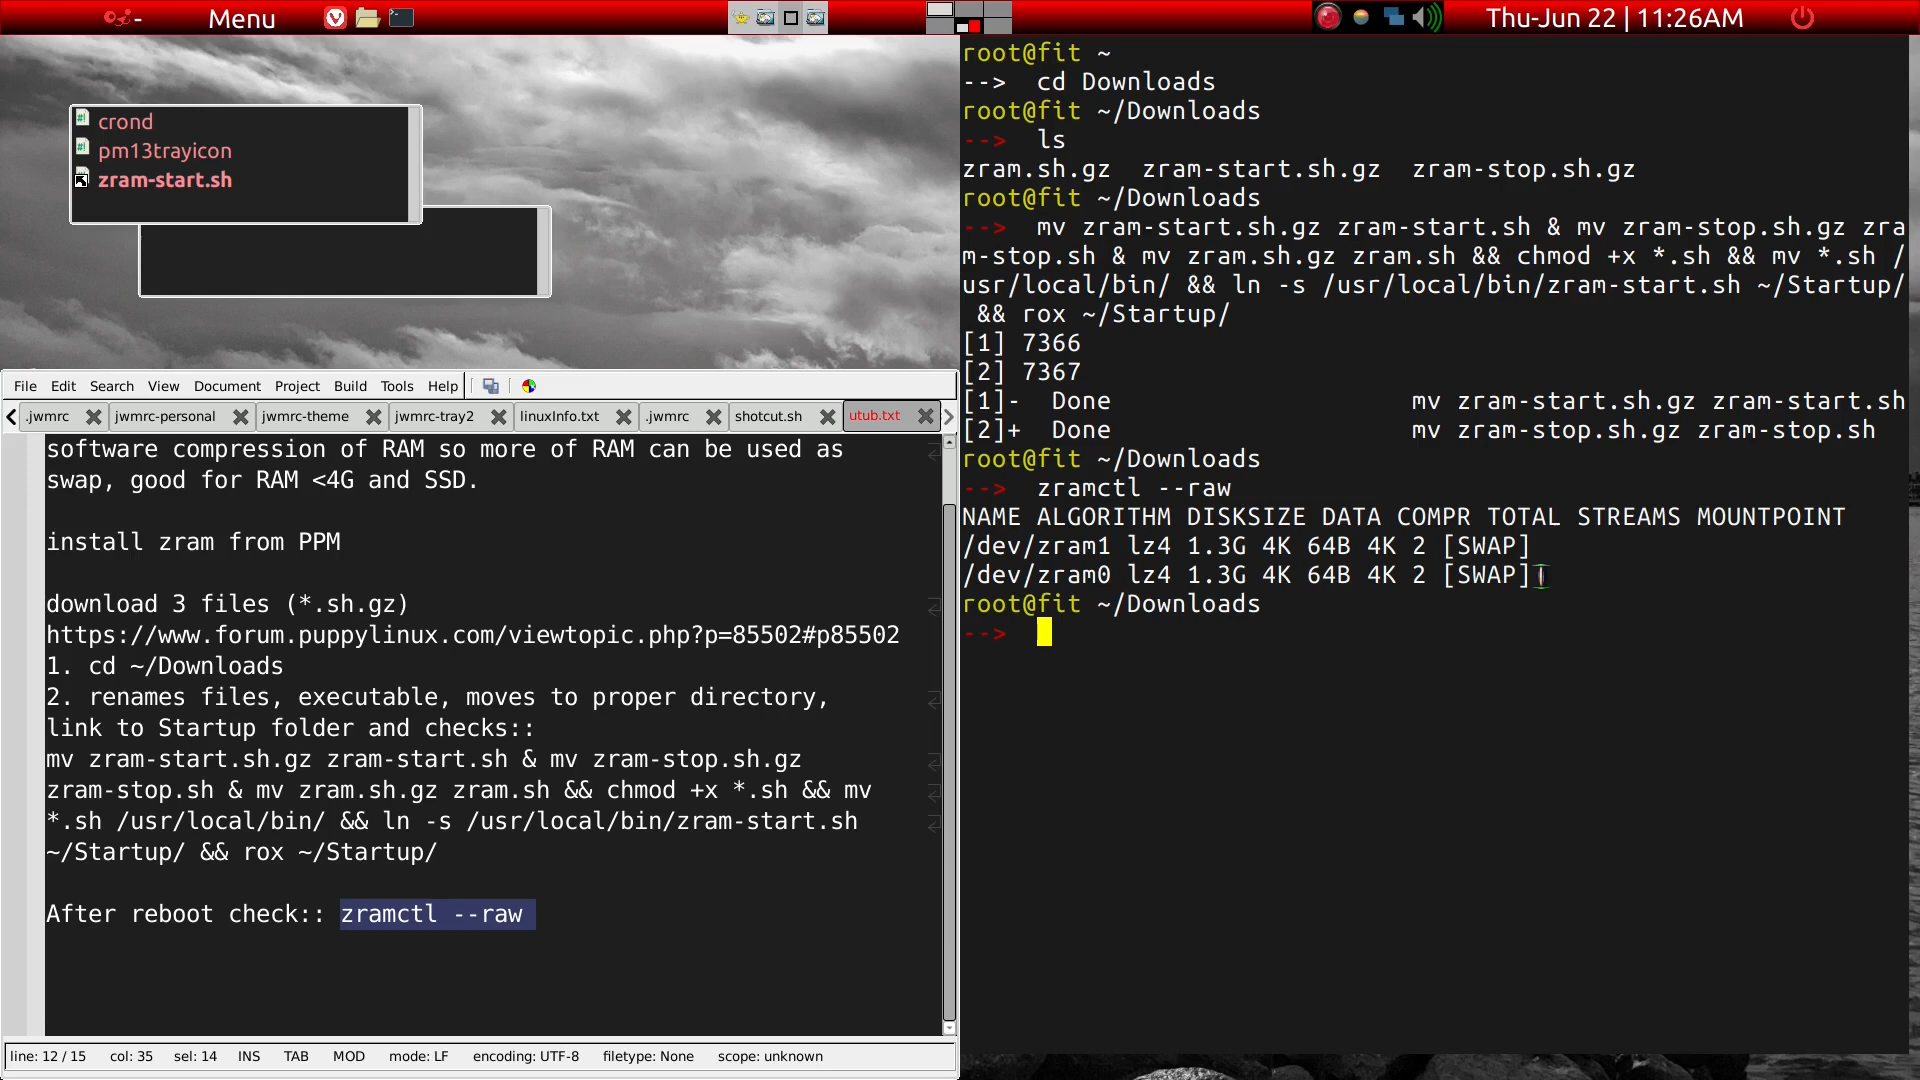 Menu
Thu-Jun 22 | 11:26AM
crond
pm13trayicon
zram-start.sh
File Edit Search View Document Project Build Tools Help
.jwmrc jwmrc-personal jwmrc-theme jwmrc-tray2 linuxInfo.txt .jwmrc shotcut.sh utub.txt
software compression of RAM so more of RAM can be used as
swap, good for RAM <4G and SSD.
install zram from PPM
download 3 files (*.sh.gz)
https://www.forum.puppylinux.com/viewtopic.php?p=85502#p85502
1. cd ~/Downloads
2. renames files, executable, moves to proper directory,
link to Startup folder and checks::
mv zram-start.sh.gz zram-start.sh & mv zram-stop.sh.gz
zram-stop.sh & mv zram.sh.gz zram.sh && chmod +x *.sh && mv
*.sh /usr/local/bin/ && ln -s /usr/local/bin/zram-start.sh
~/Startup/ && rox ~/Startup/
After reboot check:: zramctl --raw
line: 12 / 15 col: 35 sel: 14 INS TAB MOD mode: LF encoding: UTF-8 filetype: None scope: unknown
root@fit ~
--> cd Downloads
root@fit ~/Downloads
--> ls
zram.sh.gz zram-start.sh.gz zram-stop.sh.gz
root@fit ~/Downloads
--> mv zram-start.sh.gz zram-start.sh & mv zram-stop.sh.gz zra
m-stop.sh & mv zram.sh.gz zram.sh && chmod +x *.sh && mv *.sh /
usr/local/bin/ && ln -s /usr/local/bin/zram-start.sh ~/Startup/
&& rox ~/Startup/
[1] 7366
[2] 7367
[1]- Done mv zram-start.sh.gz zram-start.sh
[2]+ Done mv zram-stop.sh.gz zram-stop.sh
root@fit ~/Downloads
--> zramctl --raw
NAME ALGORITHM DISKSIZE DATA COMPR TOTAL STREAMS MOUNTPOINT
/dev/zram1 lz4 1.3G 4K 64B 4K 2 [SWAP]
/dev/zram0 lz4 1.3G 4K 64B 4K 2 [SWAP]
root@fit ~/Downloads
-->